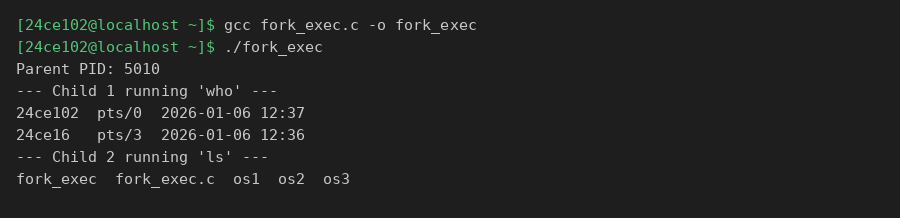 [24ce102@localhost ~]$ gcc fork_exec.c -o fork_exec
[24ce102@localhost ~]$ ./fork_exec
Parent PID: 5010
--- Child 1 running 'who' ---
24ce102  pts/0  2026-01-06 12:37
24ce16   pts/3  2026-01-06 12:36
--- Child 2 running 'ls' ---
fork_exec  fork_exec.c  os1  os2  os3